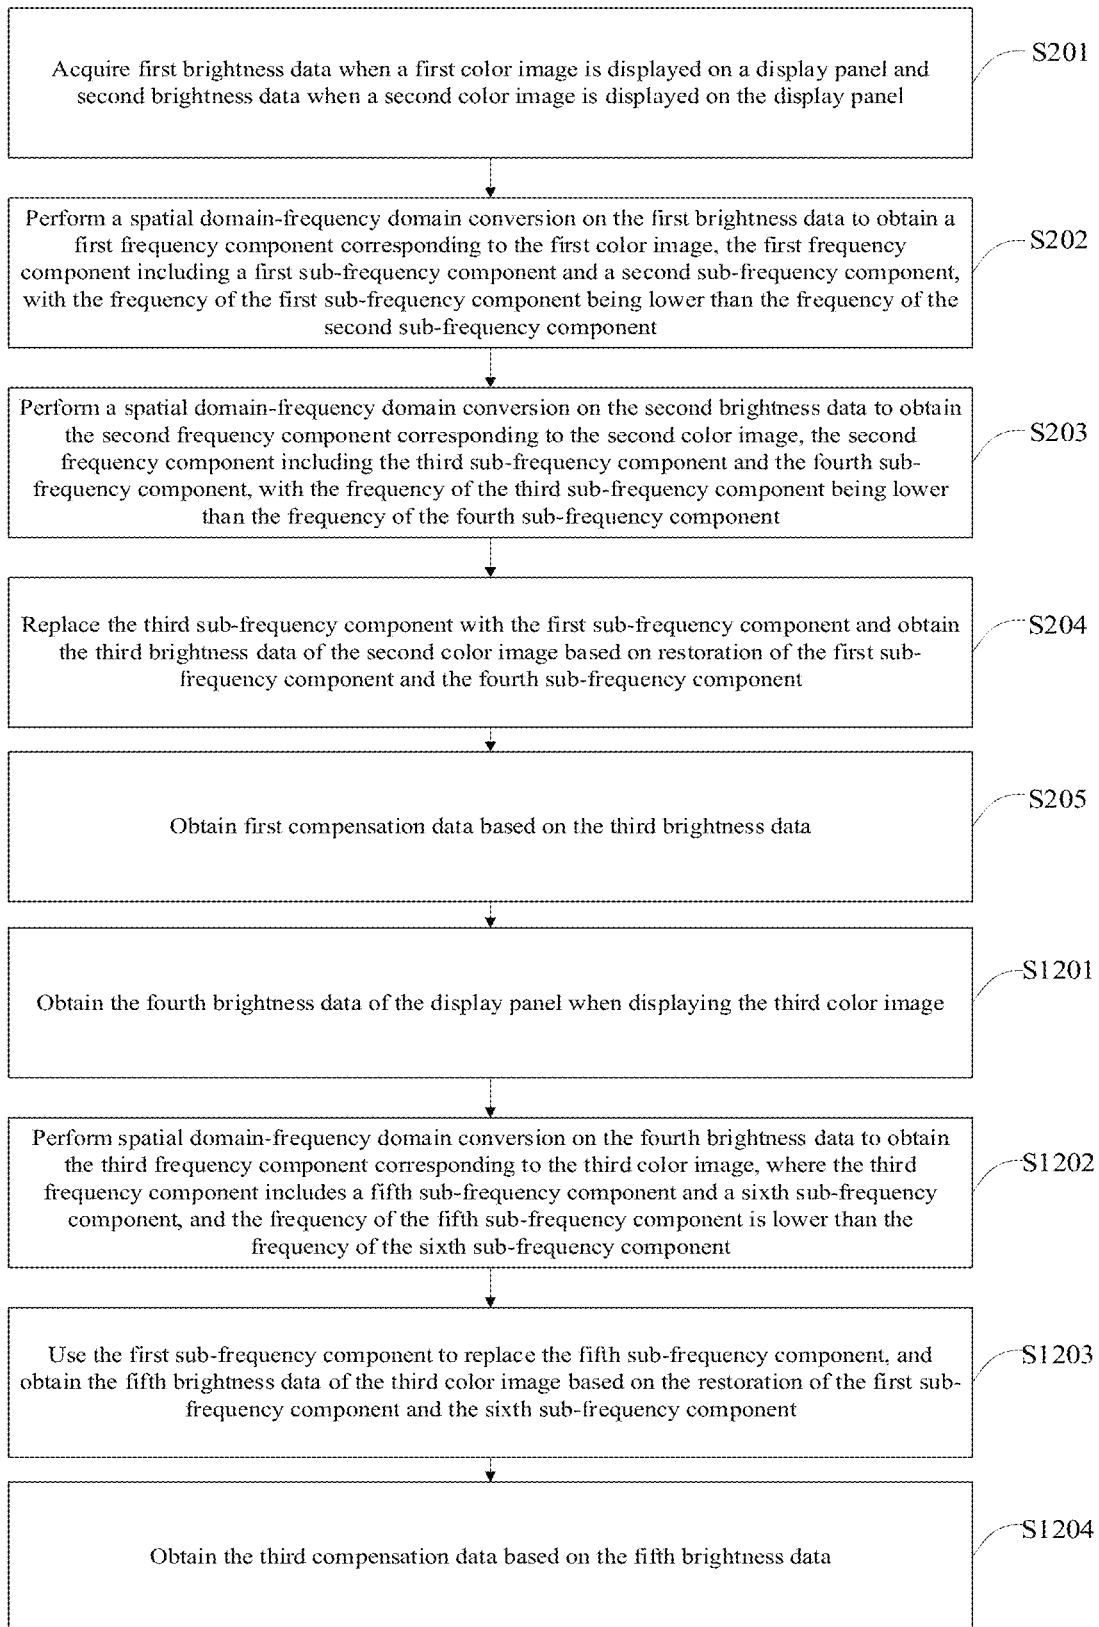 Acquire first brightness data when a first color image is displayed on a display panel and
second brightness data when a second color image is displayed on the display panel
S201
Perform a spatial domain-frequency domain conversion on the first brightness data to obtain a
first frequency component corresponding to the first color image, the first frequency
component including a first sub-frequency component and a second sub-frequency component,
with the frequency of the first sub-frequency component being lower than the frequency of the
second sub-frequency component
S202
Perform a spatial domain-frequency domain conversion on the second brightness data to obtain
the second frequency component corresponding to the second color image, the second
frequency component including the third sub-frequency component and the fourth sub-
frequency component, with the frequency of the third sub-frequency component being lower
than the frequency of the fourth sub-frequency component
S203
Replace the third sub-frequency component with the first sub-frequency component and obtain
the third brightness data of the second color image based on restoration of the first sub-
frequency component and the fourth sub-frequency component
S204
Obtain first compensation data based on the third brightness data
S205
Obtain the fourth brightness data of the display panel when displaying the third color image
S1201
Perform spatial domain-frequency domain conversion on the fourth brightness data to obtain
the third frequency component corresponding to the third color image, where the third
frequency component includes a fifth sub-frequency component and a sixth sub-frequency
component, and the frequency of the fifth sub-frequency component is lower than the
frequency of the sixth sub-frequency component
S1202
Use the first sub-frequency component to replace the fifth sub-frequency component, and
obtain the fifth brightness data of the third color image based on the restoration of the first sub-
frequency component and the sixth sub-frequency component
S1203
Obtain the third compensation data based on the fifth brightness data
S1204